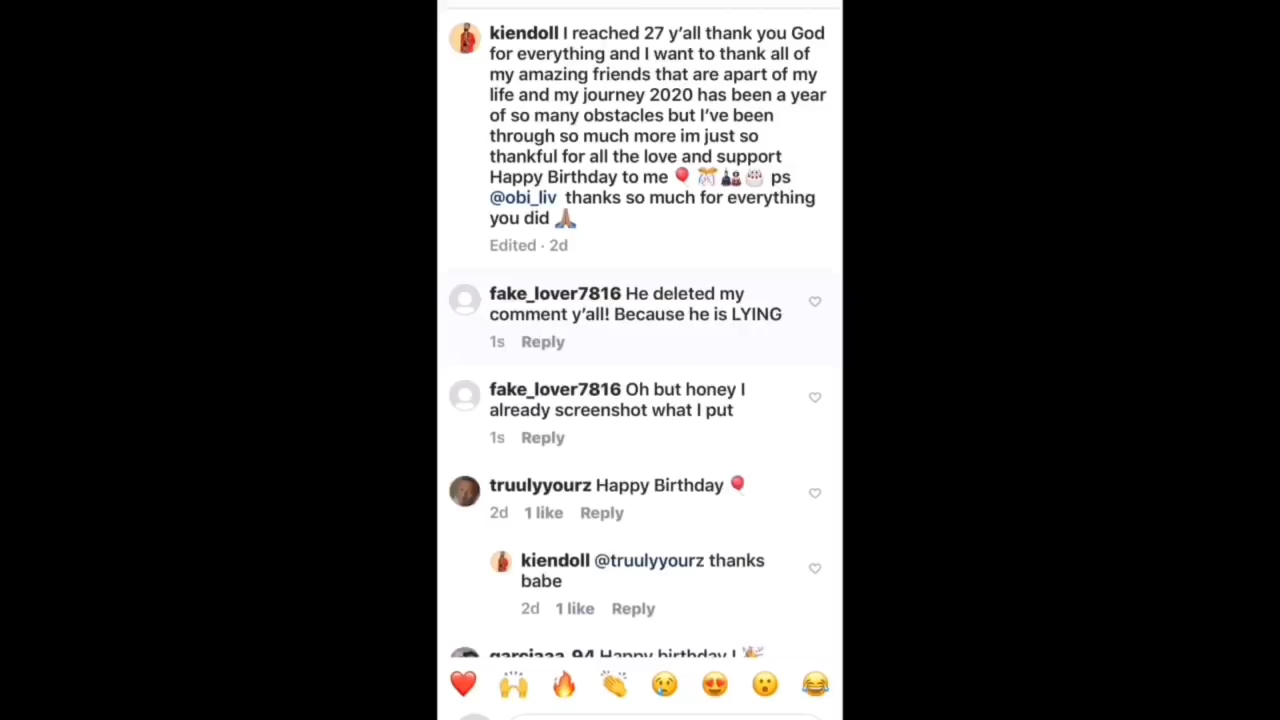 kiendoll I reached 27 y'all thank you God
for everything and I want to thank all of
my amazing friends that are apart of my
life and my journey 2020 has been a year
of so many obstacles but I've been
through so much more im just so
thankful for all the love and support
Happy Birthday to me 🎈 🎊 🎎 🎂 ps
@obi_liv thanks so much for everything
you did 🙏🏽
Edited · 2d
fake_lover7816 He deleted my
comment y'all! Because he is LYING
1s Reply
fake_lover7816 Oh but honey I
already screenshot what I put
1s Reply
truulyyourz Happy Birthday 🎈
2d 1 like Reply
kiendoll @truulyyourz thanks
babe
2d 1 like Reply
garciaaa_94 Happy birthday ! 🎉